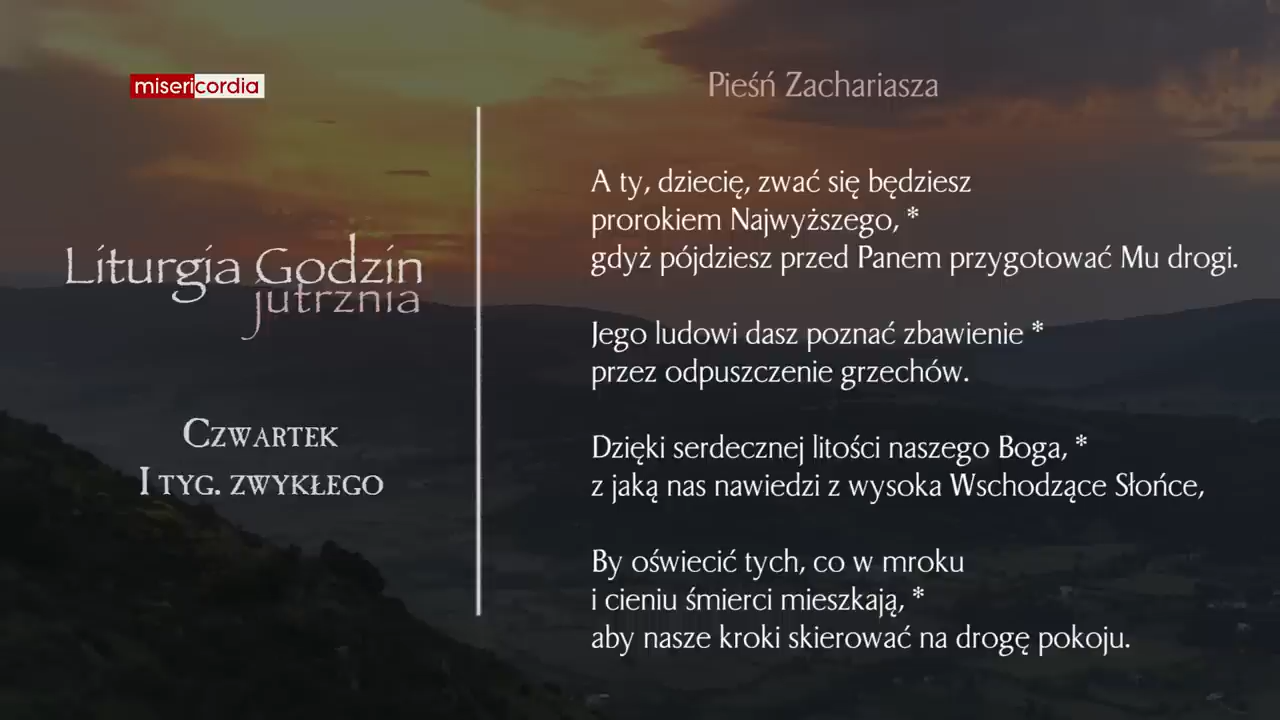 misericordia
Liturgia Godzin
jutrznia
Czwartek
I tyg. zwykłego
Pieśń Zachariasza
A ty, dziecię, zwać się będziesz
prorokiem Najwyższego, *
gdyż pójdziesz przed Panem przygotować Mu drogi.
Jego ludowi dasz poznać zbawienie *
przez odpuszczenie grzechów.
Dzięki serdecznej litości naszego Boga, *
z jaką nas nawiedzi z wysoka Wschodzące Słońce,
By oświecić tych, co w mroku
i cieniu śmierci mieszkają, *
aby nasze kroki skierować na drogę pokoju.